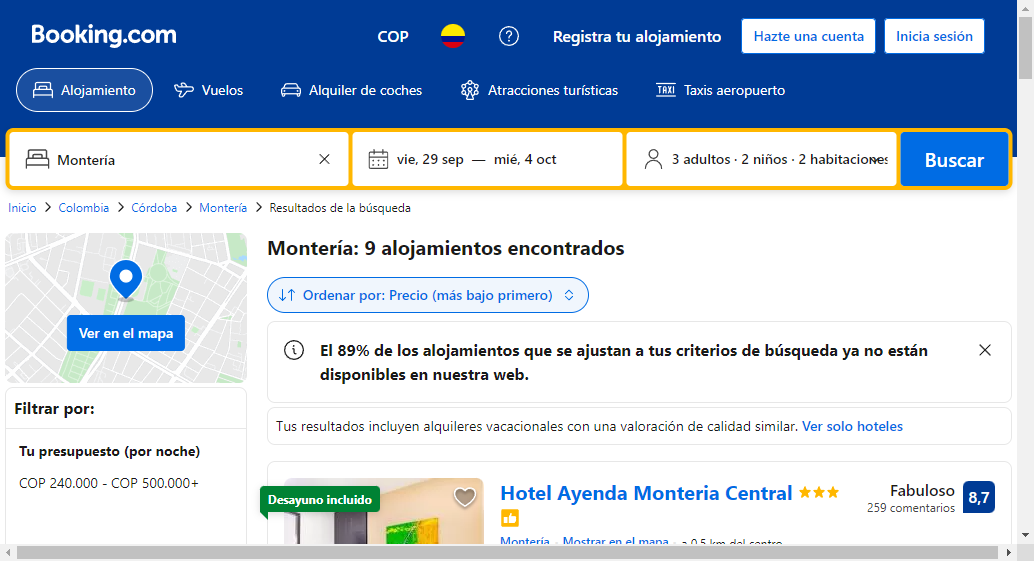 Booking.com
COP
Registra tu alojamiento
Hazte una cuenta
Inicia sesión
Alojamiento
Vuelos
Alquiler de coches
Atracciones turísticas
TAXI Taxis aeropuerto
Montería
vie, 29 sep — mié, 4 oct
3 adultos · 2 niños · 2 habitaciones
Buscar
Inicio > Colombia > Córdoba > Montería > Resultados de la búsqueda
Montería: 9 alojamientos encontrados
Ordenar por: Precio (más bajo primero)
Ver en el mapa
El 89% de los alojamientos que se ajustan a tus criterios de búsqueda ya no están
disponibles en nuestra web.
Filtrar por:
Tus resultados incluyen alquileres vacacionales con una valoración de calidad similar. Ver solo hoteles
Tu presupuesto (por noche)
COP 240.000 - COP 500.000+
Desayuno incluido
Hotel Ayenda Monteria Central
Fabuloso
259 comentarios
8,7
Montería · Mostrar en el mapa · a 0,5 km del centro